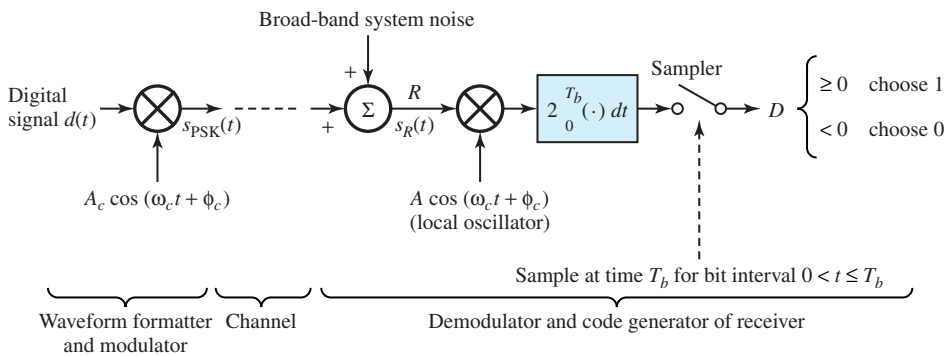 Broad-band system noise
Digital
signal d(t)
s_PSK(t)
A_c cos (ω_c t + ϕ_c)
+
+
Σ
R
s_R(t)
A cos (ω_c t + ϕ_c)
(local oscillator)
2 ₀^{T_b} (·) dt
Sampler
D
≥ 0 choose 1
< 0 choose 0
Sample at time T_b for bit interval 0 < t ≤ T_b
Waveform formatter
and modulator
Channel
Demodulator and code generator of receiver